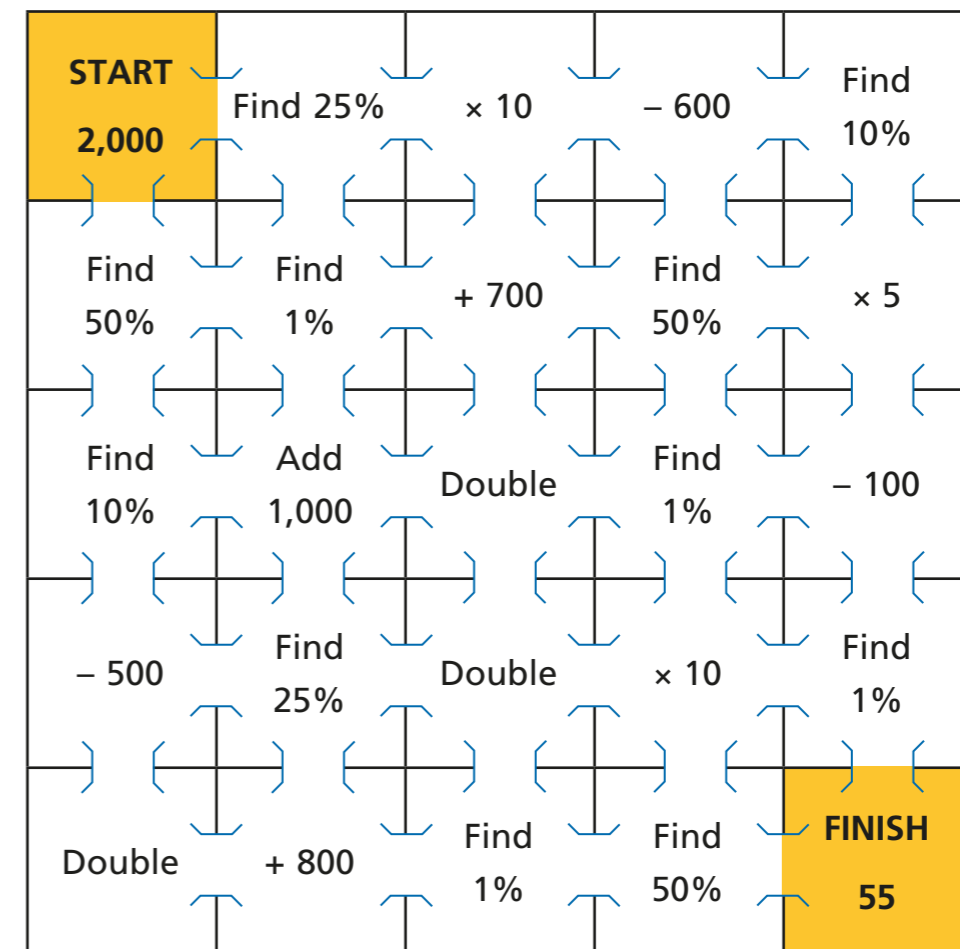 START
2,000
Find 25%
× 10
– 600
Find
10%
Find
50%
Find
1%
+ 700
Find
50%
× 5
Find
10%
Add
1,000
Double
Find
1%
– 100
– 500
Find
25%
Double
× 10
Find
1%
Double
+ 800
Find
1%
Find
50%
FINISH
55